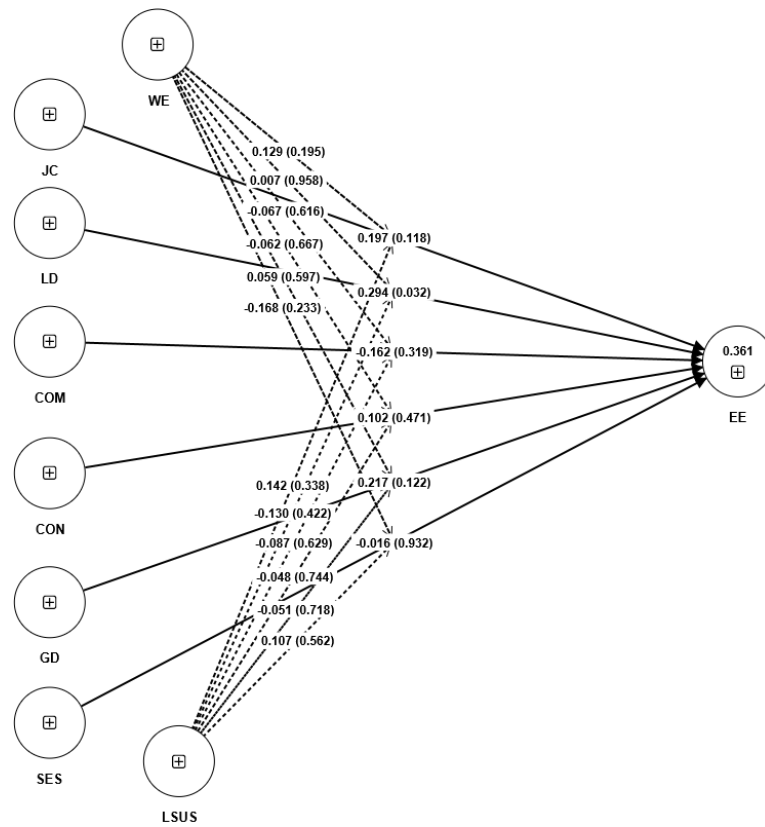 WE
JC
0.129 (0.195)
0.007 (0.958)
-0.067 (0.616)
0.197 (0.118)
-0.062 (0.667)
LD
0.059 (0.597)
0.294 (0.032)
-0.168 (0.233)
0.361
-0.162 (0.319)
COM
EE
0.102 (0.471)
0.142 (0.338)
0.217 (0.122)
-0.130 (0.422)
CON
-0.087 (0.629)
-0.016 (0.932)
-0.048 (0.744)
-0.051 (0.718)
0.107 (0.562)
GD
SES
LSUS